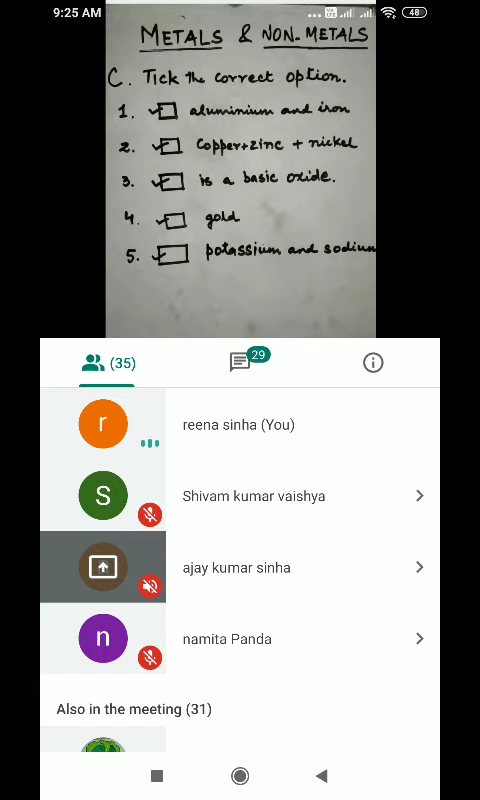 9:25 AM
Vo LTE
48
METALS & NON-METALS
C. Tick the correct option.
1. aluminium and iron
2. Copper+zinc + nickel
3. is a basic oxide.
4. gold
5. potassium and sodium
(35)
29
r
reena sinha (You)
S
Shivam kumar vaishya
ajay kumar sinha
n
namita Panda
Also in the meeting (31)